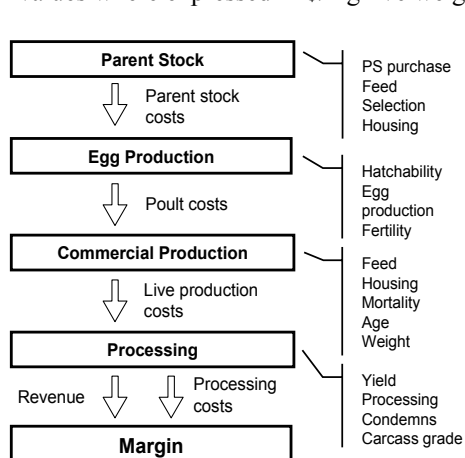 Parent Stock
PS purchase
Feed
Selection
Housing
Parent stock
costs
Egg Production
Hatchability
Egg
production
Fertility
Poult costs
Commercial Production
Feed
Housing
Mortality
Age
Weight
Live production
costs
Processing
Yield
Processing
Condemns
Carcass grade
Revenue
Processing
costs
Margin